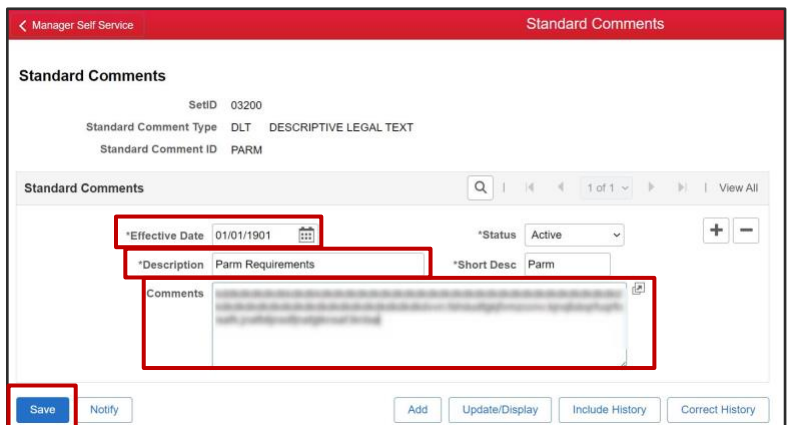 Manager Self Service Standard Comments
Standard Comments
SetID 03200
Standard Comment Type DLT DESCRIPTIVE LEGAL TEXT
Standard Comment ID PARM
Standard Comments 1 of 1 View All
*Effective Date 01/01/1901 *Status Active
*Description Parm Requirements *Short Desc Parm
Comments
Save Notify Add Update/Display Include History Correct History